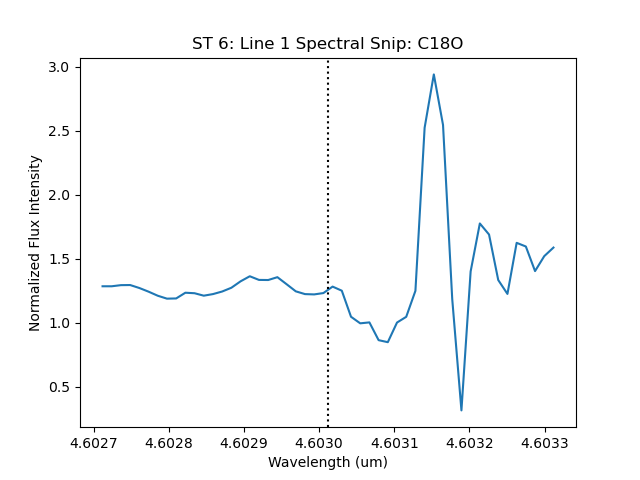 ST 6: Line 1 Spectral Snip: C18O
Normalized Flux Intensity
3.0
2.5
2.0
1.5
1.0
0.5
4.6027 4.6028 4.6029 4.6030 4.6031 4.6032 4.6033
Wavelength (um)